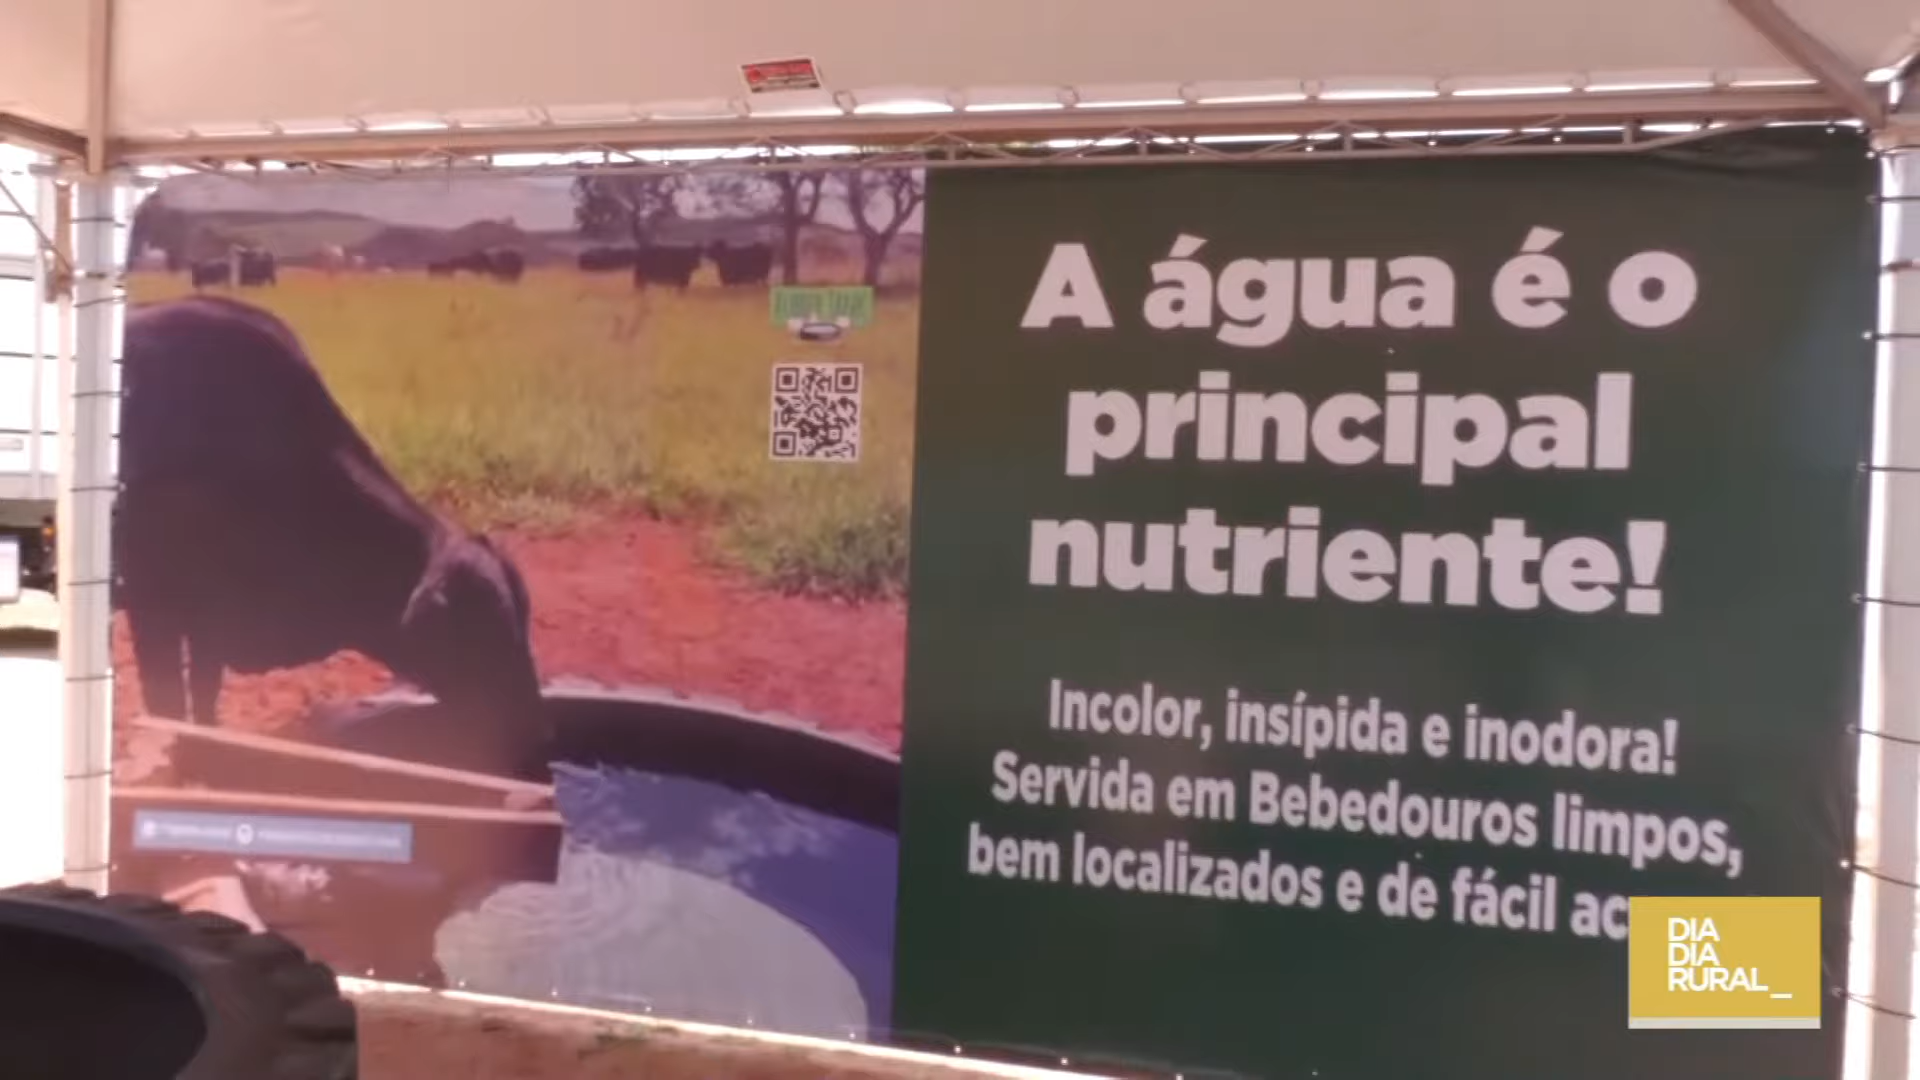 A água é o
principal
nutriente!
Incolor, insípida e inodora!
Servida em Bebedouros limpos,
bem localizados e de fácil ac
DIA
DIA
RURAL_